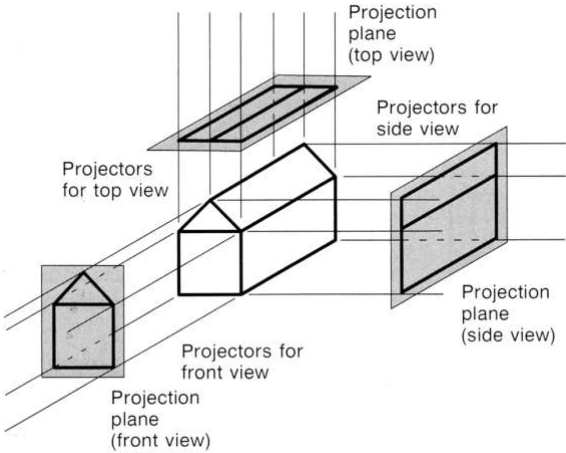 Projection
plane
(top view)
Projectors for
side view
Projectors
for top view
Projection
plane
(side view)
Projectors for
front view
Projection
plane
(front view)